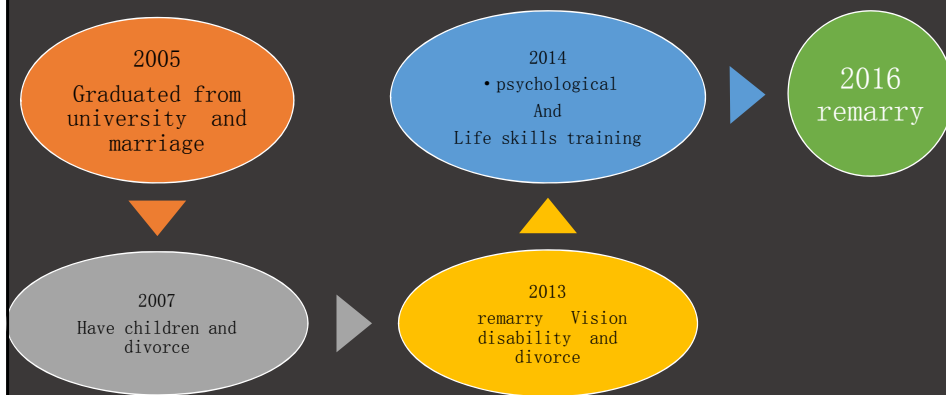 2005
Graduated from
university and
marriage
2007
Have children and
divorce
2013
remarry Vision
disability and
divorce
2014
• psychological
And
Life skills training
2016
remarry